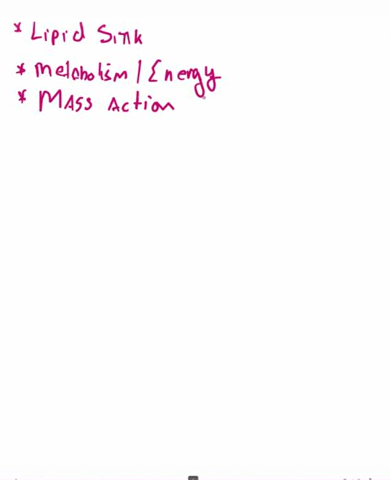 * Lipid Sink
* Metabolism / Energy
* Mass Action